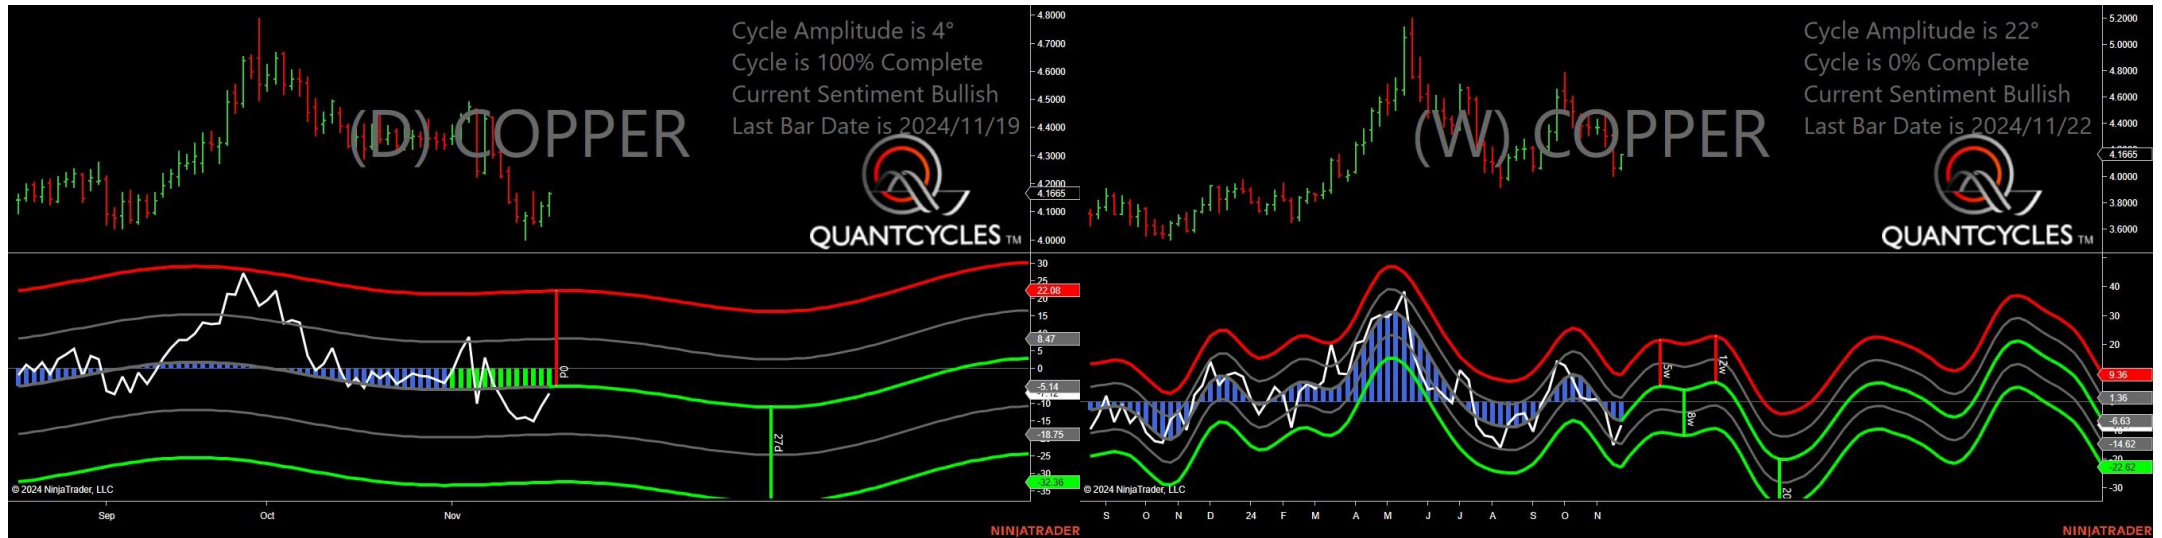 Cycle Amplitude is 4°
Cycle is 100% Complete
Current Sentiment Bullish
Last Bar Date is 2024/11/19
(D) COPPER
QUANTCYCLES TM
4.8000
4.7000
4.6000
4.5000
4.4000
4.3000
4.2000
4.1665
4.1000
4.0000
30
25
22.08
20
15
8.47
5
0
-5.14
-10
-15
-18.75
-25
-30
-32.36
-35
0d
27d
© 2024 NinjaTrader, LLC
Sep Oct Nov
NINJATRADER
Cycle Amplitude is 22°
Cycle is 0% Complete
Current Sentiment Bullish
Last Bar Date is 2024/11/22
(W) COPPER
QUANTCYCLES TM
5.2000
5.0000
4.8000
4.6000
4.4000
4.1665
4.0000
3.8000
3.6000
40
30
20
9.36
1.36
-6.63
-14.62
-22.62
-30
5w
12w
8w
20
© 2024 NinjaTrader, LLC
S O N D 24 F M A M J J A S O N
NINJATRADER